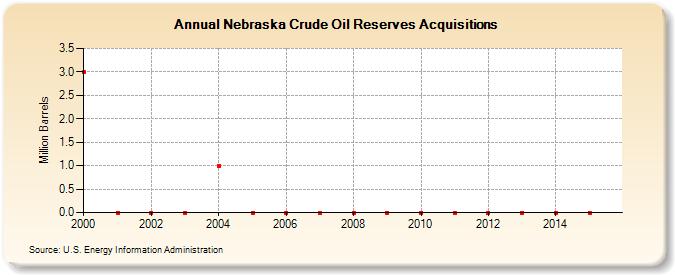 Annual Nebraska Crude Oil Reserves Acquisitions
Million Barrels
3.5
3.0
2.5
2.0
1.5
1.0
0.5
0.0
2000 2002 2004 2006 2008 2010 2012 2014
Source: U.S. Energy Information Administration